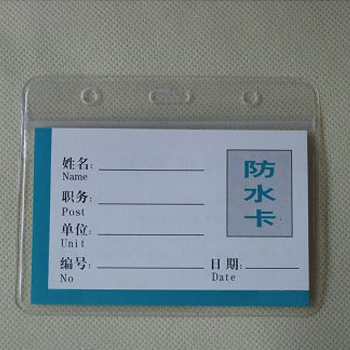 姓名:
Name
防水卡
职务:
Post
单位:
Unit
编号:
No
日期:
Date